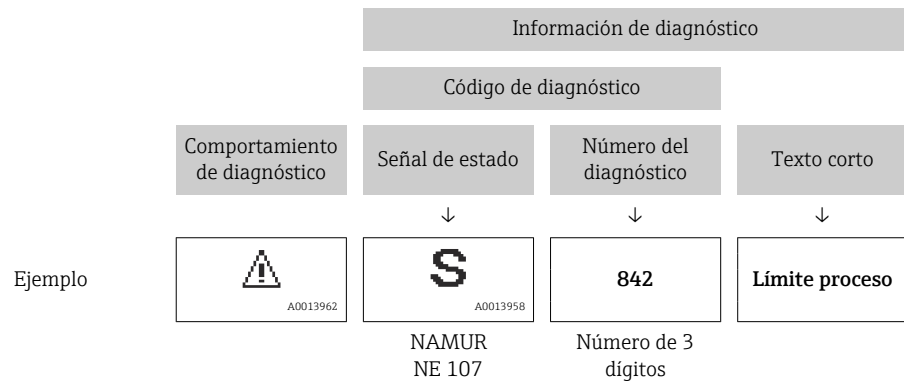 Información de diagnóstico
Código de diagnóstico
Comportamiento
de diagnóstico
Señal de estado
Número del
diagnóstico
Texto corto
↓ ↓ ↓
Ejemplo
A0013962
S
A0013958
842
Límite proceso
NAMUR
NE 107
Número de 3
dígitos